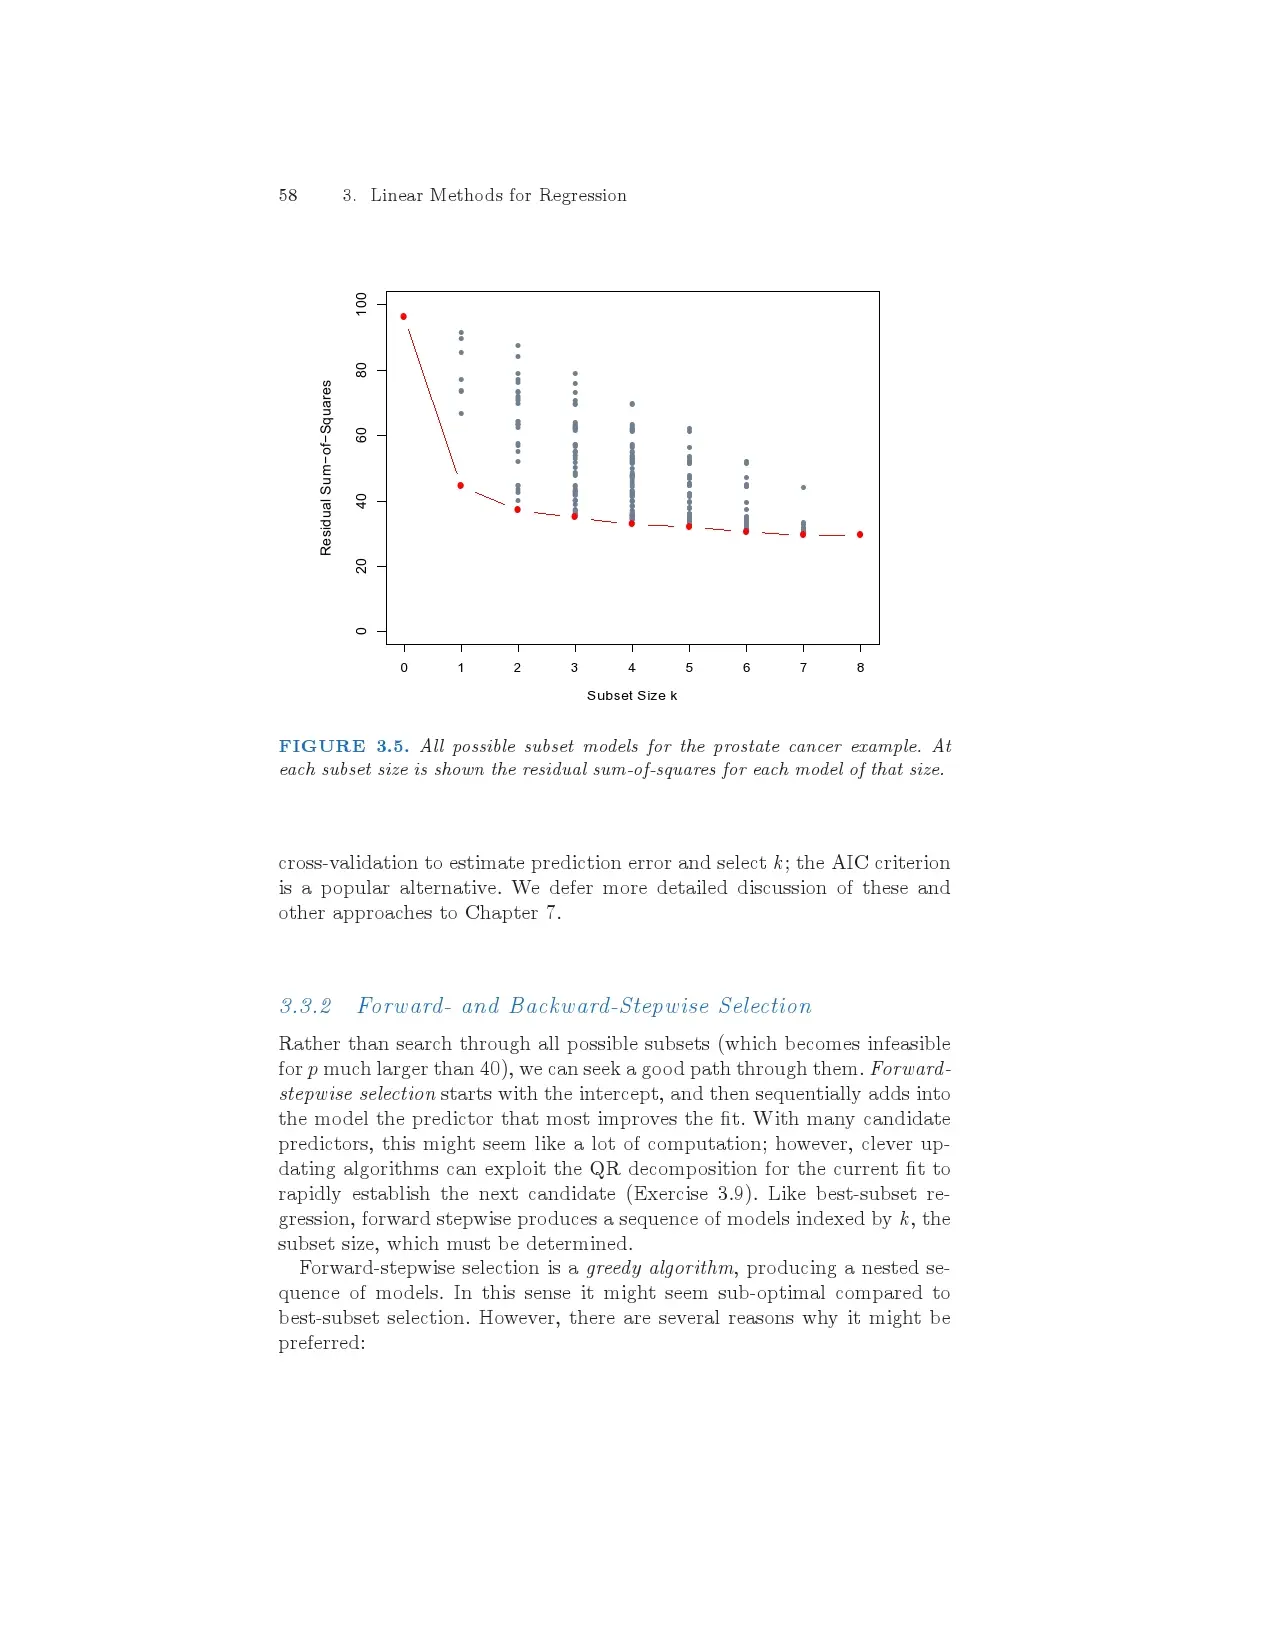 58 3. Linear Methods for Regression
100
80
60
40
20
0
Residual Sum−of−Squares
0 1 2 3 4 5 6 7 8
Subset Size k
FIGURE 3.5. All possible subset models for the prostate cancer example. At
each subset size is shown the residual sum-of-squares for each model of that size.
cross-validation to estimate prediction error and select k; the AIC criterion
is a popular alternative. We defer more detailed discussion of these and
other approaches to Chapter 7.
3.3.2 Forward- and Backward-Stepwise Selection
Rather than search through all possible subsets (which becomes infeasible
for p much larger than 40), we can seek a good path through them. Forward-
stepwise selection starts with the intercept, and then sequentially adds into
the model the predictor that most improves the fit. With many candidate
predictors, this might seem like a lot of computation; however, clever up-
dating algorithms can exploit the QR decomposition for the current fit to
rapidly establish the next candidate (Exercise 3.9). Like best-subset re-
gression, forward stepwise produces a sequence of models indexed by k, the
subset size, which must be determined.
Forward-stepwise selection is a greedy algorithm, producing a nested se-
quence of models. In this sense it might seem sub-optimal compared to
best-subset selection. However, there are several reasons why it might be
preferred: